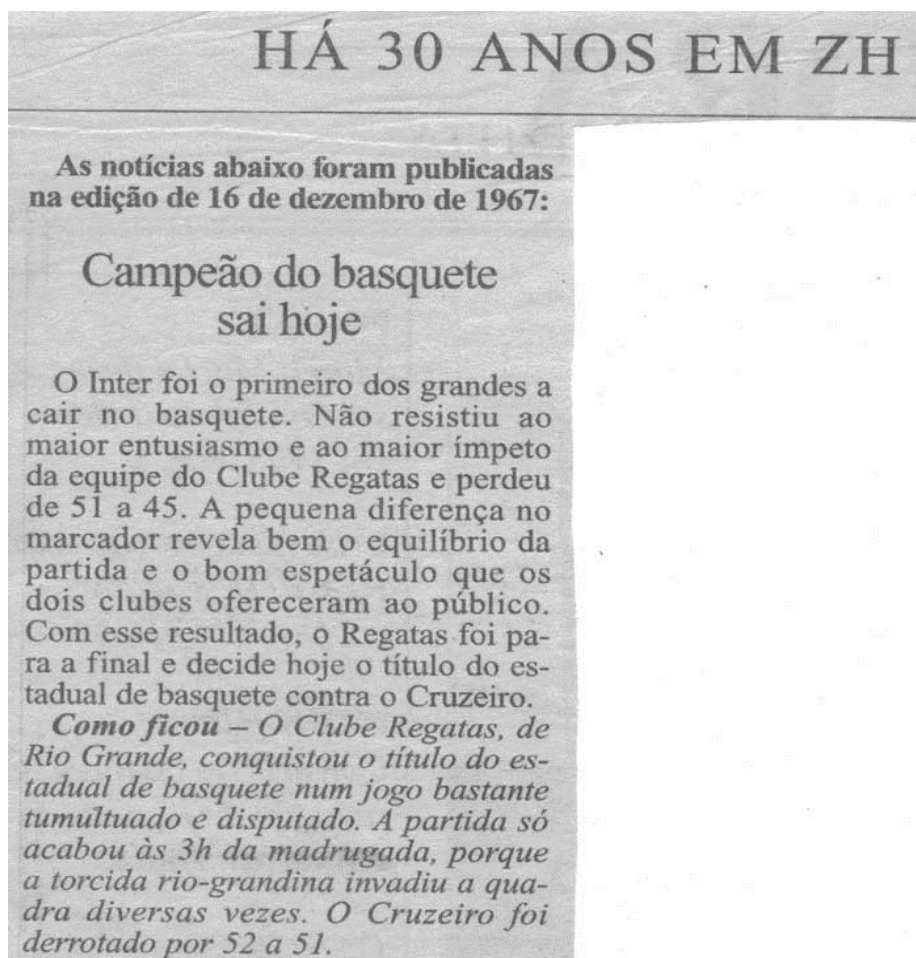 HÁ 30 ANOS EM ZH
As notícias abaixo foram publicadas
na edição de 16 de dezembro de 1967:
Campeão do basquete
sai hoje
O Inter foi o primeiro dos grandes a
cair no basquete. Não resistiu ao
maior entusiasmo e ao maior ímpeto
da equipe do Clube Regatas e perdeu
de 51 a 45. A pequena diferença no
marcador revela bem o equilíbrio da
partida e o bom espetáculo que os
dois clubes ofereceram ao público.
Com esse resultado, o Regatas foi pa-
ra a final e decide hoje o título do es-
tadual de basquete contra o Cruzeiro.
Como ficou – O Clube Regatas, de
Rio Grande, conquistou o título do es-
tadual de basquete num jogo bastante
tumultuado e disputado. A partida só
acabou às 3h da madrugada, porque
a torcida rio-grandina invadiu a qua-
dra diversas vezes. O Cruzeiro foi
derrotado por 52 a 51.